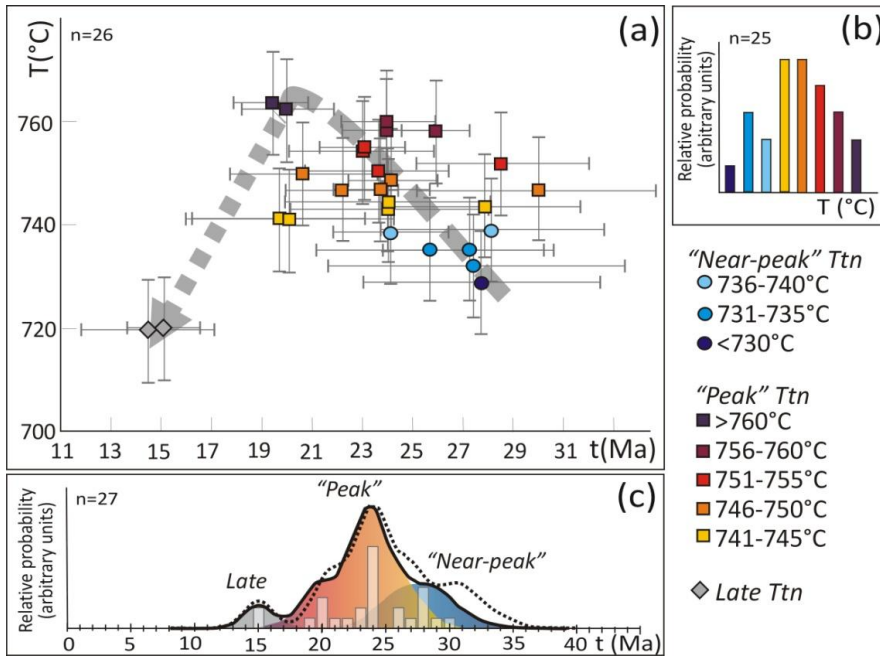 T(°C)
n=26
(a)
760
740
720
700
11 13 15 17 19 21 23 25 27 29 31 t(Ma)
(b)
n=25
Relative probability
(arbitrary units)
T (°C)
"Near-peak" Ttn
736-740°C
731-735°C
<730°C
"Peak" Ttn
>760°C
756-760°C
751-755°C
746-750°C
741-745°C
Late Ttn
(c)
n=27
Relative probability
(arbitrary units)
"Peak"
Late
"Near-peak"
0 5 10 15 20 25 30 35 40 t (Ma)